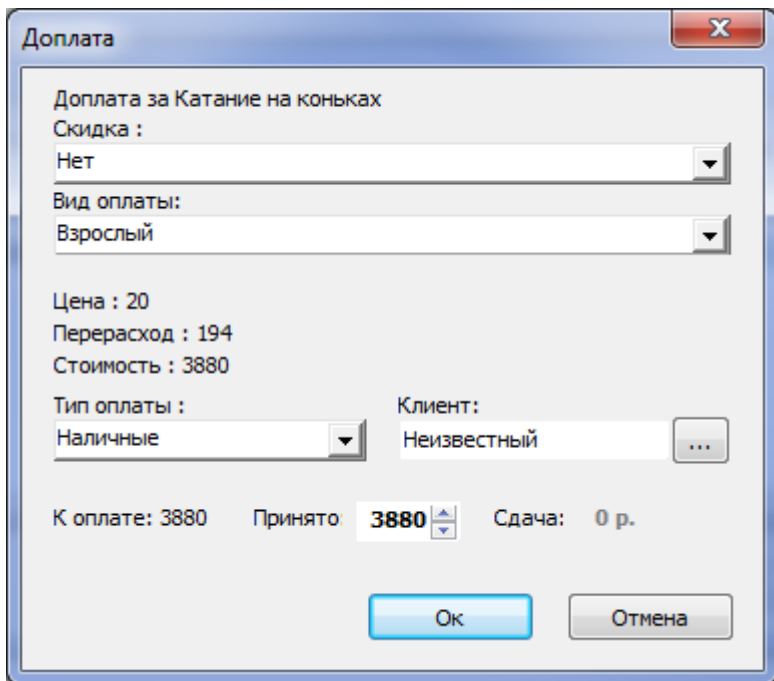 Доплата
Доплата за Катание на коньках
Скидка :
Нет
Вид оплаты:
Взрослый
Цена : 20
Перерасход : 194
Стоимость : 3880
Тип оплаты : Клиент:
Наличные Неизвестный ...
К оплате: 3880 Принято: 3880 Сдача: 0 р.
Ок Отмена